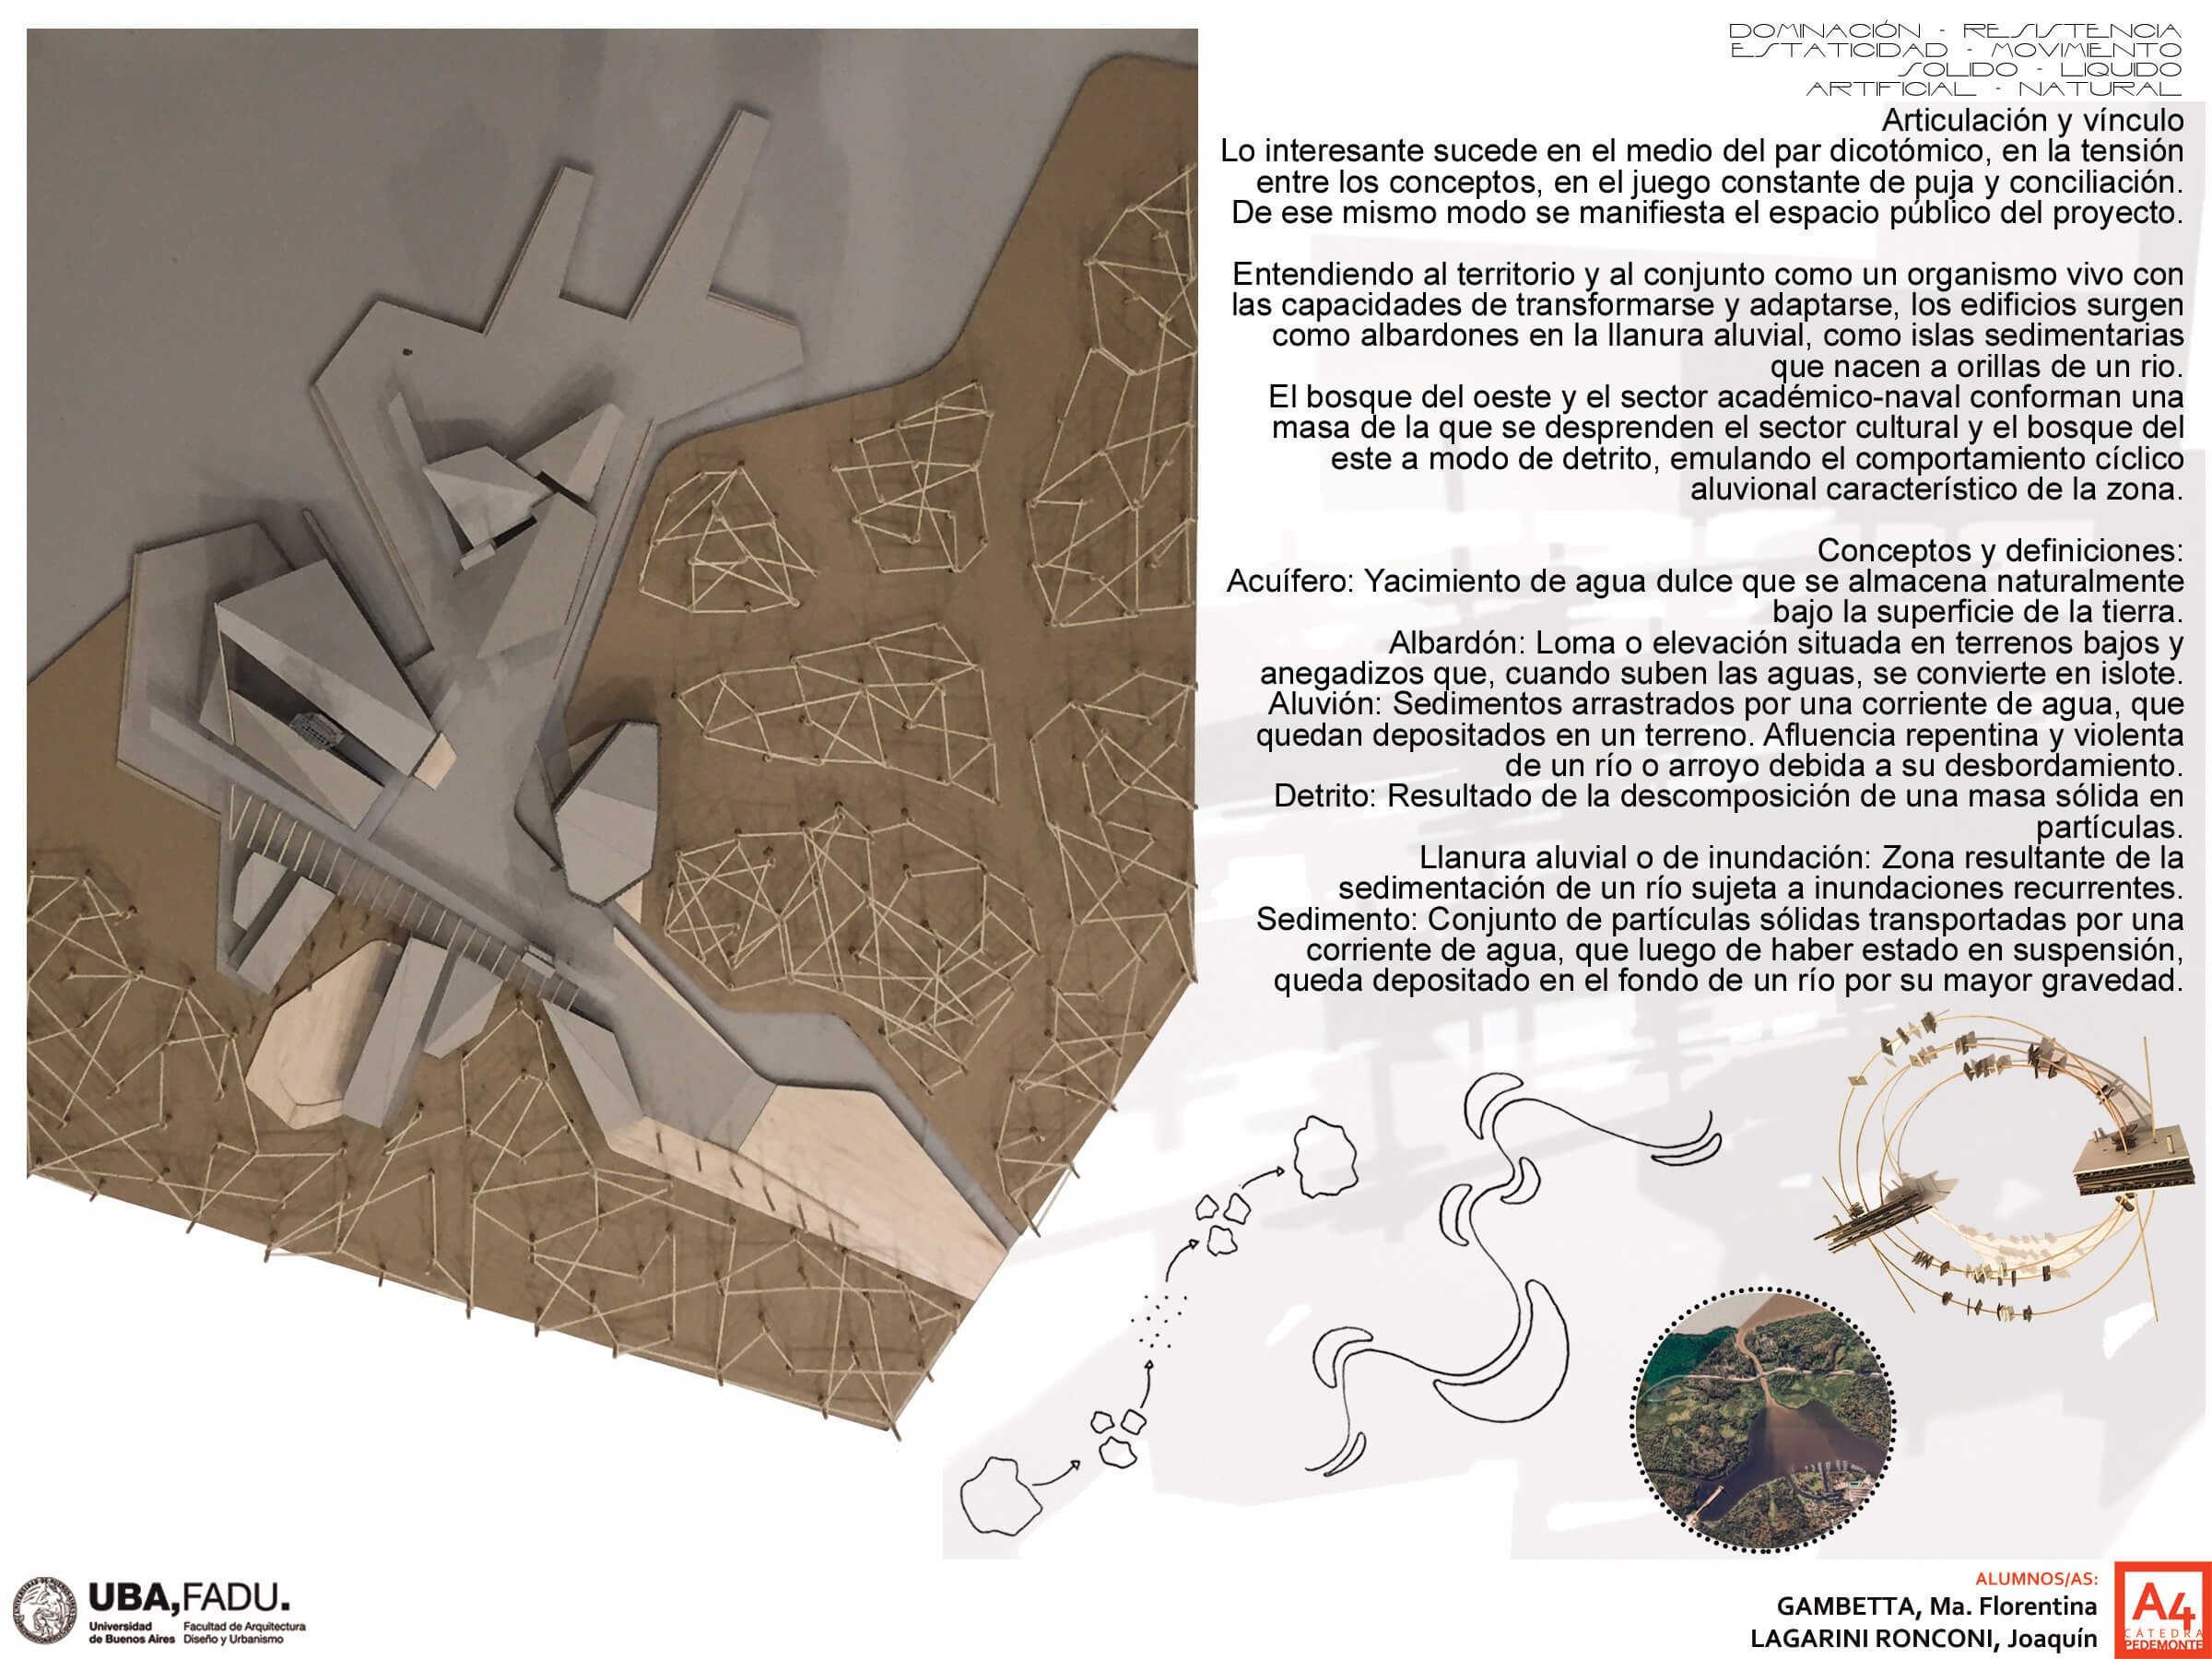 DOMINACIÓN - RESISTENCIA
ESTATICIDAD - MOVIMIENTO
SOLIDO - LIQUIDO
ARTIFICIAL - NATURAL
Articulación y vínculo
Lo interesante sucede en el medio del par dicotómico, en la tensión
entre los conceptos, en el juego constante de puja y conciliación.
De ese mismo modo se manifiesta el espacio público del proyecto.
Entendiendo al territorio y al conjunto como un organismo vivo con
las capacidades de transformarse y adaptarse, los edificios surgen
como albardones en la llanura aluvial, como islas sedimentarias
que nacen a orillas de un rio.
El bosque del oeste y el sector académico-naval conforman una
masa de la que se desprenden el sector cultural y el bosque del
este a modo de detrito, emulando el comportamiento cíclico
aluvional característico de la zona.
Conceptos y definiciones:
Acuífero: Yacimiento de agua dulce que se almacena naturalmente
bajo la superficie de la tierra.
Albardón: Loma o elevación situada en terrenos bajos y
anegadizos que, cuando suben las aguas, se convierte en islote.
Aluvión: Sedimentos arrastrados por una corriente de agua, que
quedan depositados en un terreno. Afluencia repentina y violenta
de un río o arroyo debida a su desbordamiento.
Detrito: Resultado de la descomposición de una masa sólida en
partículas.
Llanura aluvial o de inundación: Zona resultante de la
sedimentación de un río sujeta a inundaciones recurrentes.
Sedimento: Conjunto de partículas sólidas transportadas por una
corriente de agua, que luego de haber estado en suspensión,
queda depositado en el fondo de un río por su mayor gravedad.
UBA,FADU.
Universidad de Buenos Aires
Facultad de Arquitectura Diseño y Urbanismo
ALUMNOS/AS:
GAMBETTA, Ma. Florentina
LAGARINI RONCONI, Joaquín
A4
CÁTEDRA
PEDEMONTE